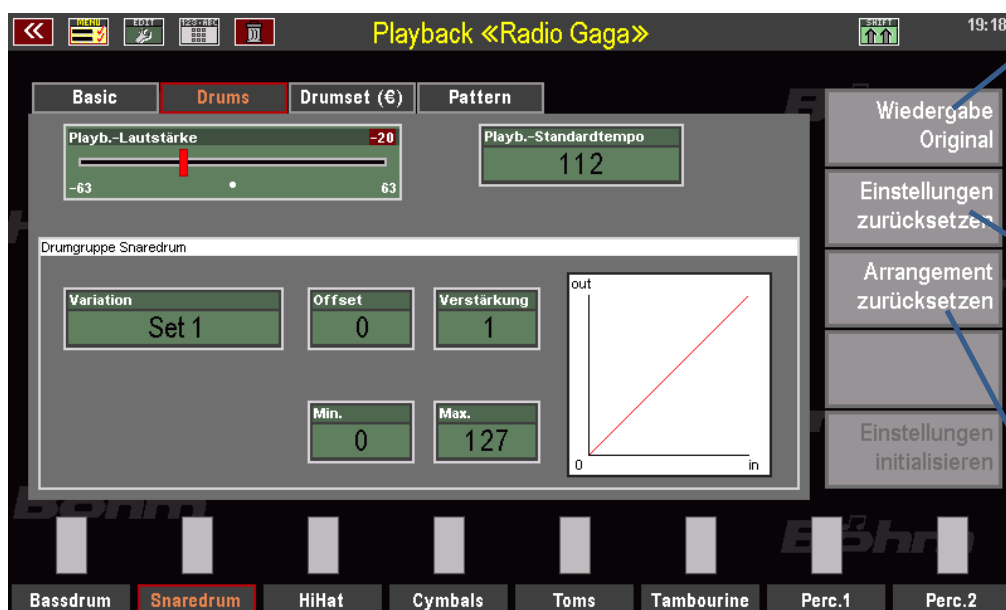 MENU
EDIT
123·ABC
Playback «Radio Gaga»
SHIFT
19:18
Basic
Drums
Drumset (€)
Pattern
Playb.-Lautstärke
-20
-63
63
Playb.-Standardtempo
112
Drumgruppe Snaredrum
Variation
Set 1
Offset
0
Verstärkung
1
Min.
0
Max.
127
out
0
in
Wiedergabe
Original
Einstellungen
zurücksetzen
Arrangement
zurücksetzen
Einstellungen
initialisieren
Böhm
Böhm
Bassdrum
Snaredrum
HiHat
Cymbals
Toms
Tambourine
Perc.1
Perc.2